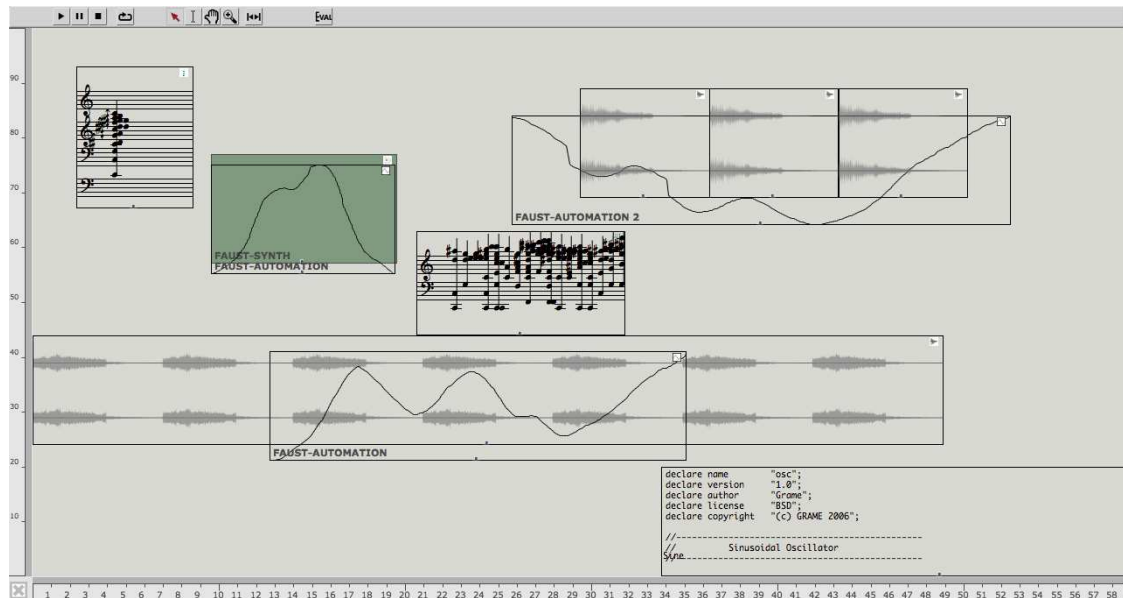 EVAL
90
80
70
60
50
40
30
20
10
FAUST-SYNTH
FAUST-AUTOMATION
FAUST-AUTOMATION 2
FAUST-AUTOMATION
declare name "osc";
declare version "1.0";
declare author "Grame";
declare license "BSD";
declare copyright "(c) GRAME 2006";
//-----------------------------------------------
// Sinusoidal Oscillator
//-----------------------------------------------
Sine
1 2 3 4 5 6 7 8 9 10 11 12 13 14 15 16 17 18 19 20 21 22 23 24 25 26 27 28 29 30 31 32 33 34 35 36 37 38 39 40 41 42 43 44 45 46 47 48 49 50 51 52 53 54 55 56 57 58